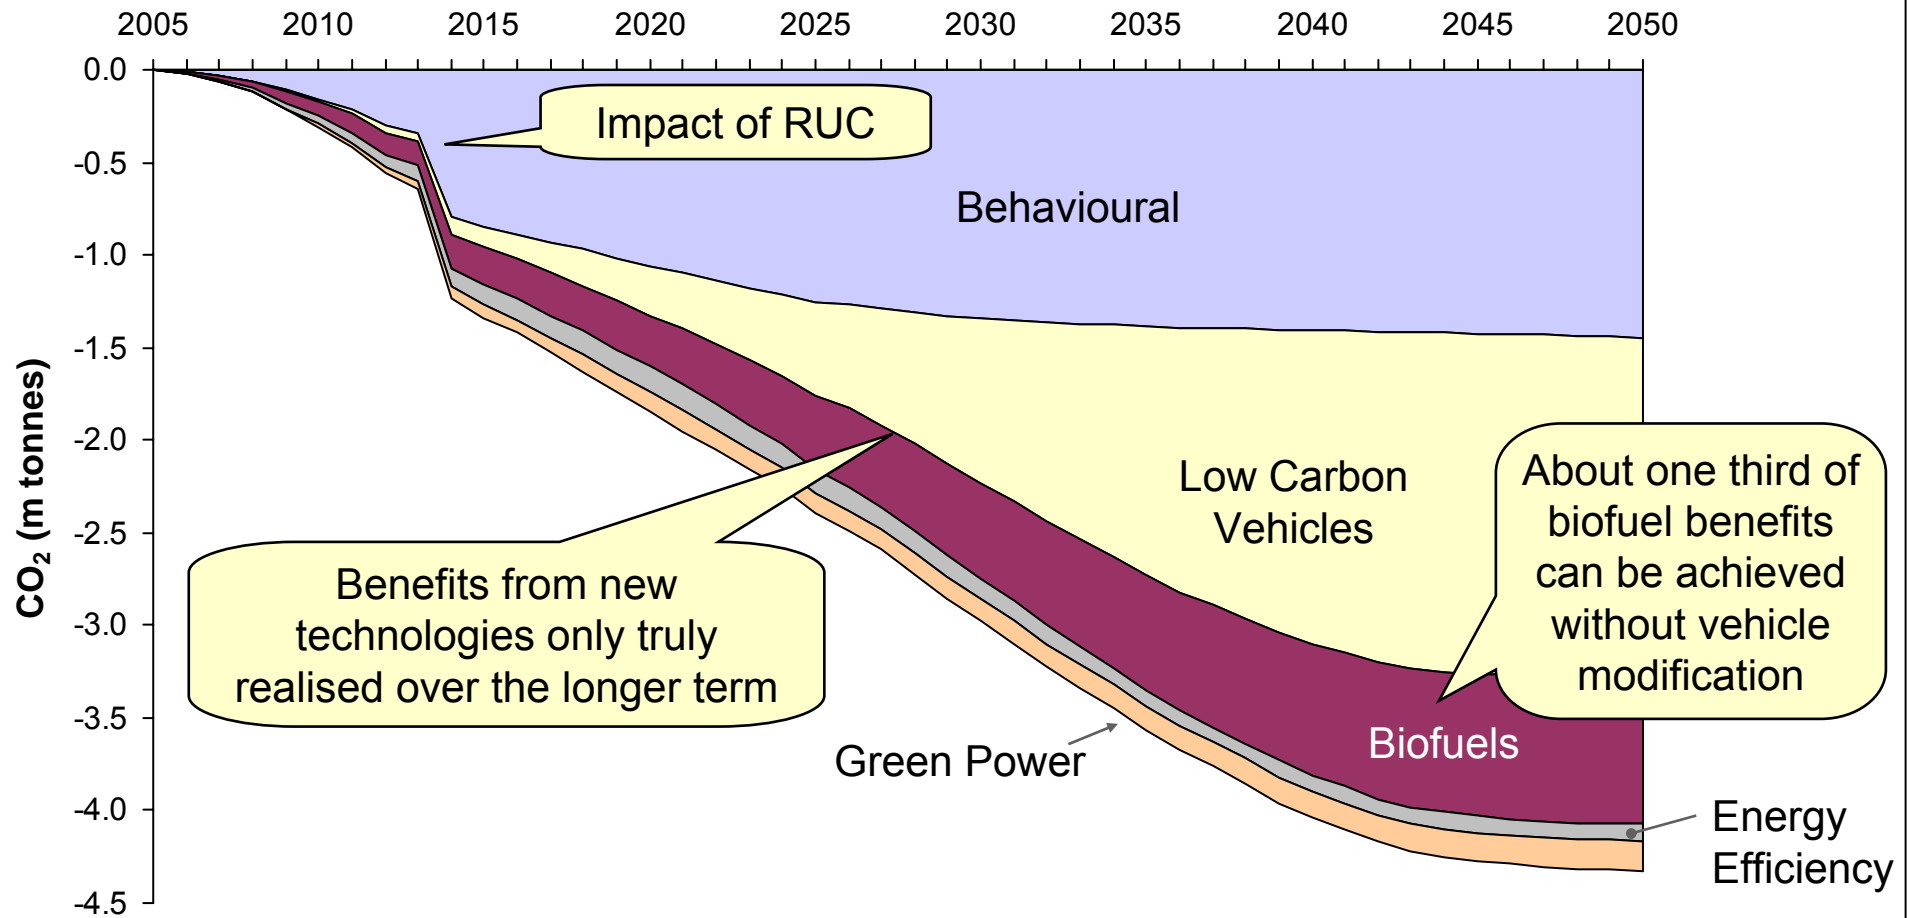 2005 2010 2015 2020 2025 2030 2035 2040 2045 2050
0.0
-0.5
-1.0
-1.5
-2.0
-2.5
-3.0
-3.5
-4.0
-4.5
CO₂ (m tonnes)
Impact of RUC
Behavioural
Low Carbon
Vehicles
About one third of
biofuel benefits
can be achieved
without vehicle
modification
Benefits from new
technologies only truly
realised over the longer term
Biofuels
Green Power
Energy
Efficiency